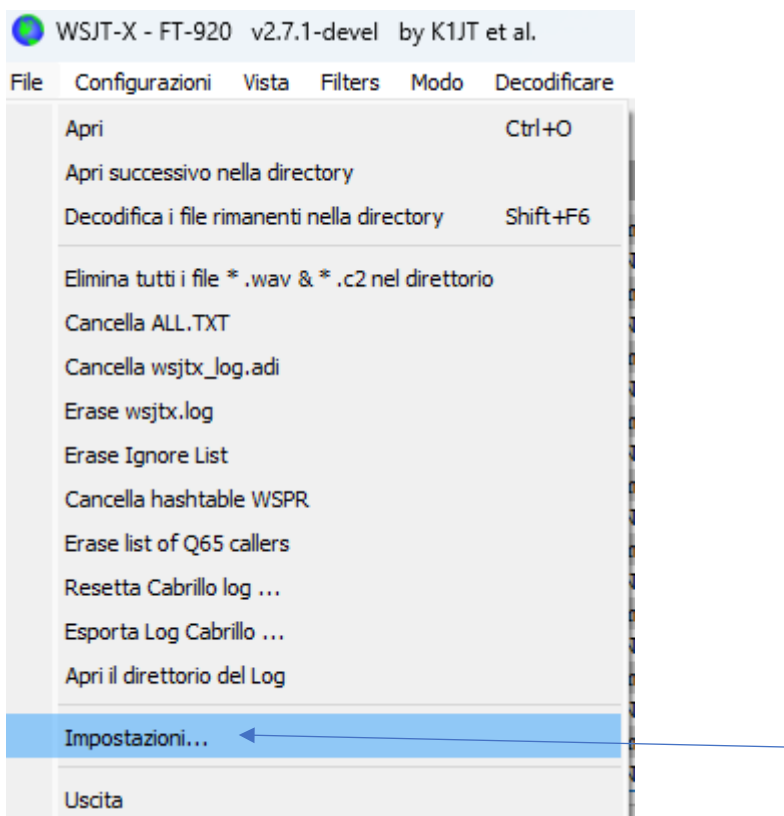 WSJT-X - FT-920 v2.7.1-devel by K1JT et al.
File Configurazioni Vista Filters Modo Decodificare
Apri Ctrl+O
Apri successivo nella directory
Decodifica i file rimanenti nella directory Shift+F6
Elimina tutti i file *.wav & *.c2 nel direttorio
Cancella ALL.TXT
Cancella wsjtx_log.adi
Erase wsjtx.log
Erase Ignore List
Cancella hashtable WSPR
Erase list of Q65 callers
Resetta Cabrillo log ...
Esporta Log Cabrillo ...
Apri il direttorio del Log
Impostazioni...
Uscita